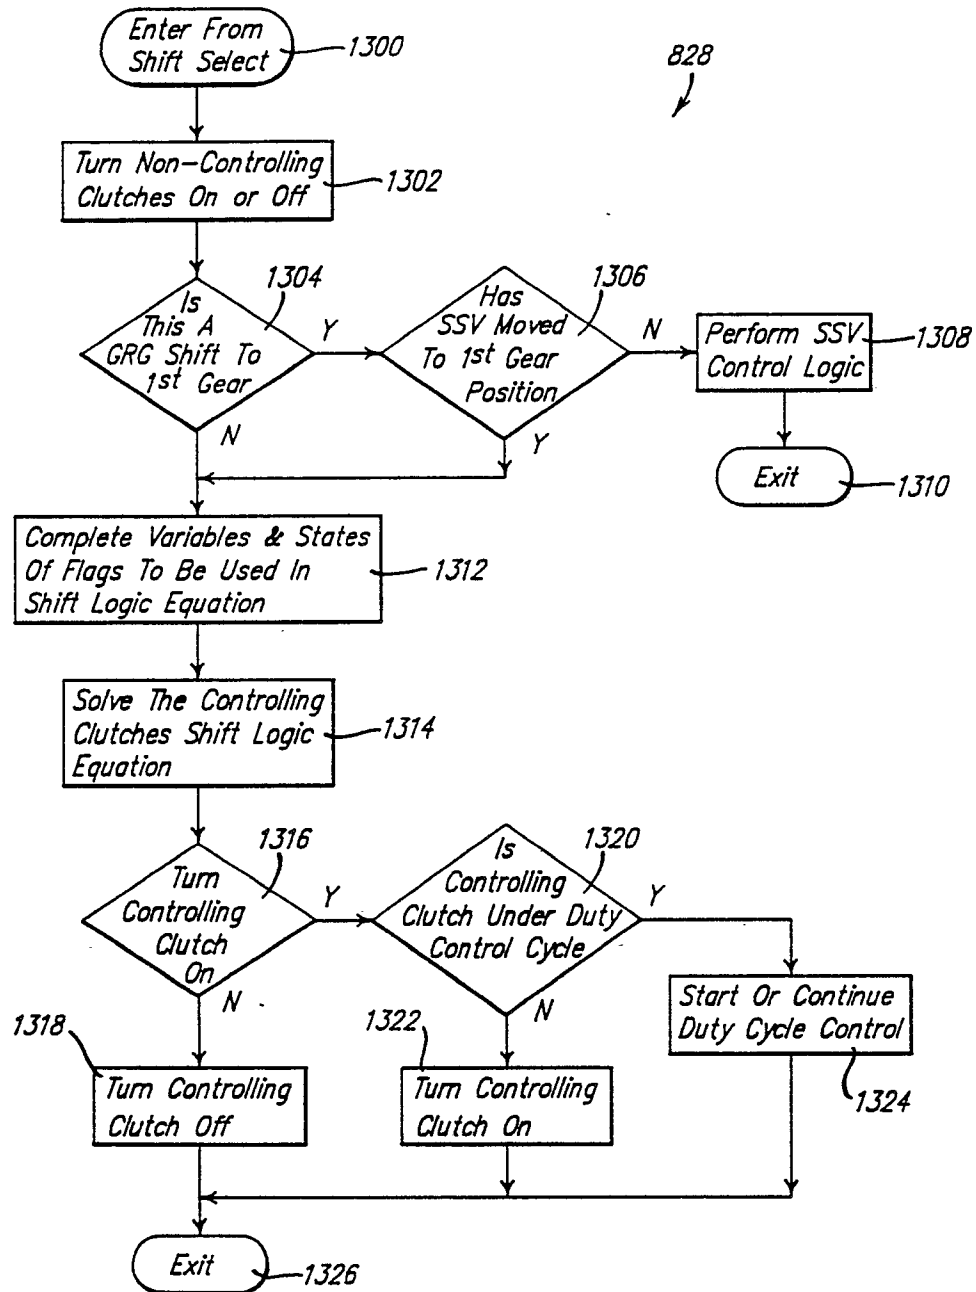 Enter From
Shift Select
1300
828
Turn Non-Controlling
Clutches On or Off
1302
Is
This A
GRG Shift To
1st Gear
1304
Y
N
Has
SSV Moved
To 1st Gear
Position
1306
N
Y
Perform SSV
Control Logic
1308
Exit
1310
Complete Variables & States
Of Flags To Be Used In
Shift Logic Equation
1312
Solve The Controlling
Clutches Shift Logic
Equation
1314
Turn
Controlling
Clutch
On
1316
Y
N
Is
Controlling
Clutch Under Duty
Control Cycle
1320
Y
N
1318
Turn Controlling
Clutch Off
1322
Turn Controlling
Clutch On
Start Or Continue
Duty Cycle Control
1324
Exit
1326